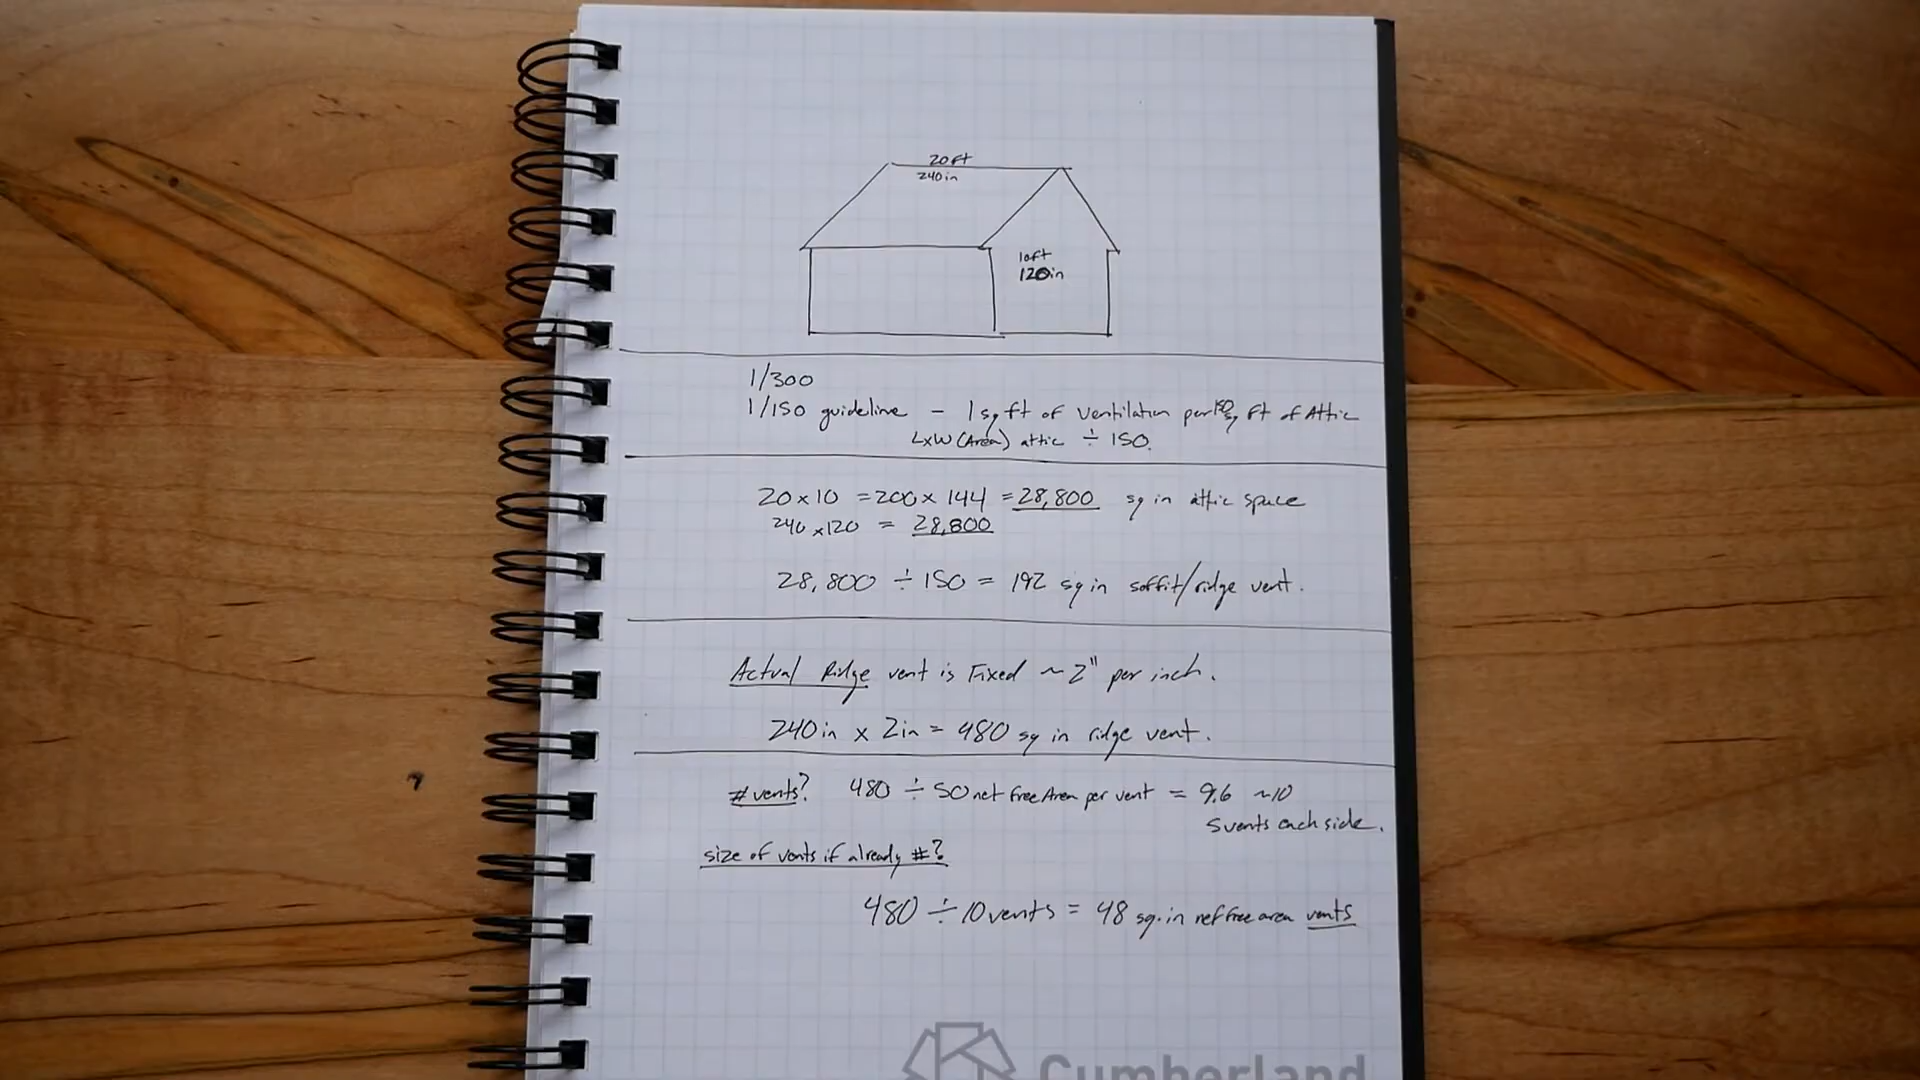 20ft
240in
10ft
120in
1/300
1/150 guideline - 1 sq ft of ventilation per 150 sq ft of Attic
LxW (Area) attic ÷ 150.
20 x 10 = 200 x 144 = 28,800 sq in attic space
240 x 120 = 28,800
28,800 ÷ 150 = 192 sq in soffit/ridge vent.
Actual Ridge vent is Fixed ~2" per inch.
240in x 2in = 480 sq in ridge vent.
# vents? 480 ÷ 50 net free Area per vent = 9.6 ~10
5 vents each side.
size of vents if already #?
480 ÷ 10 vents = 48 sq. in net free area vents
Cumberland